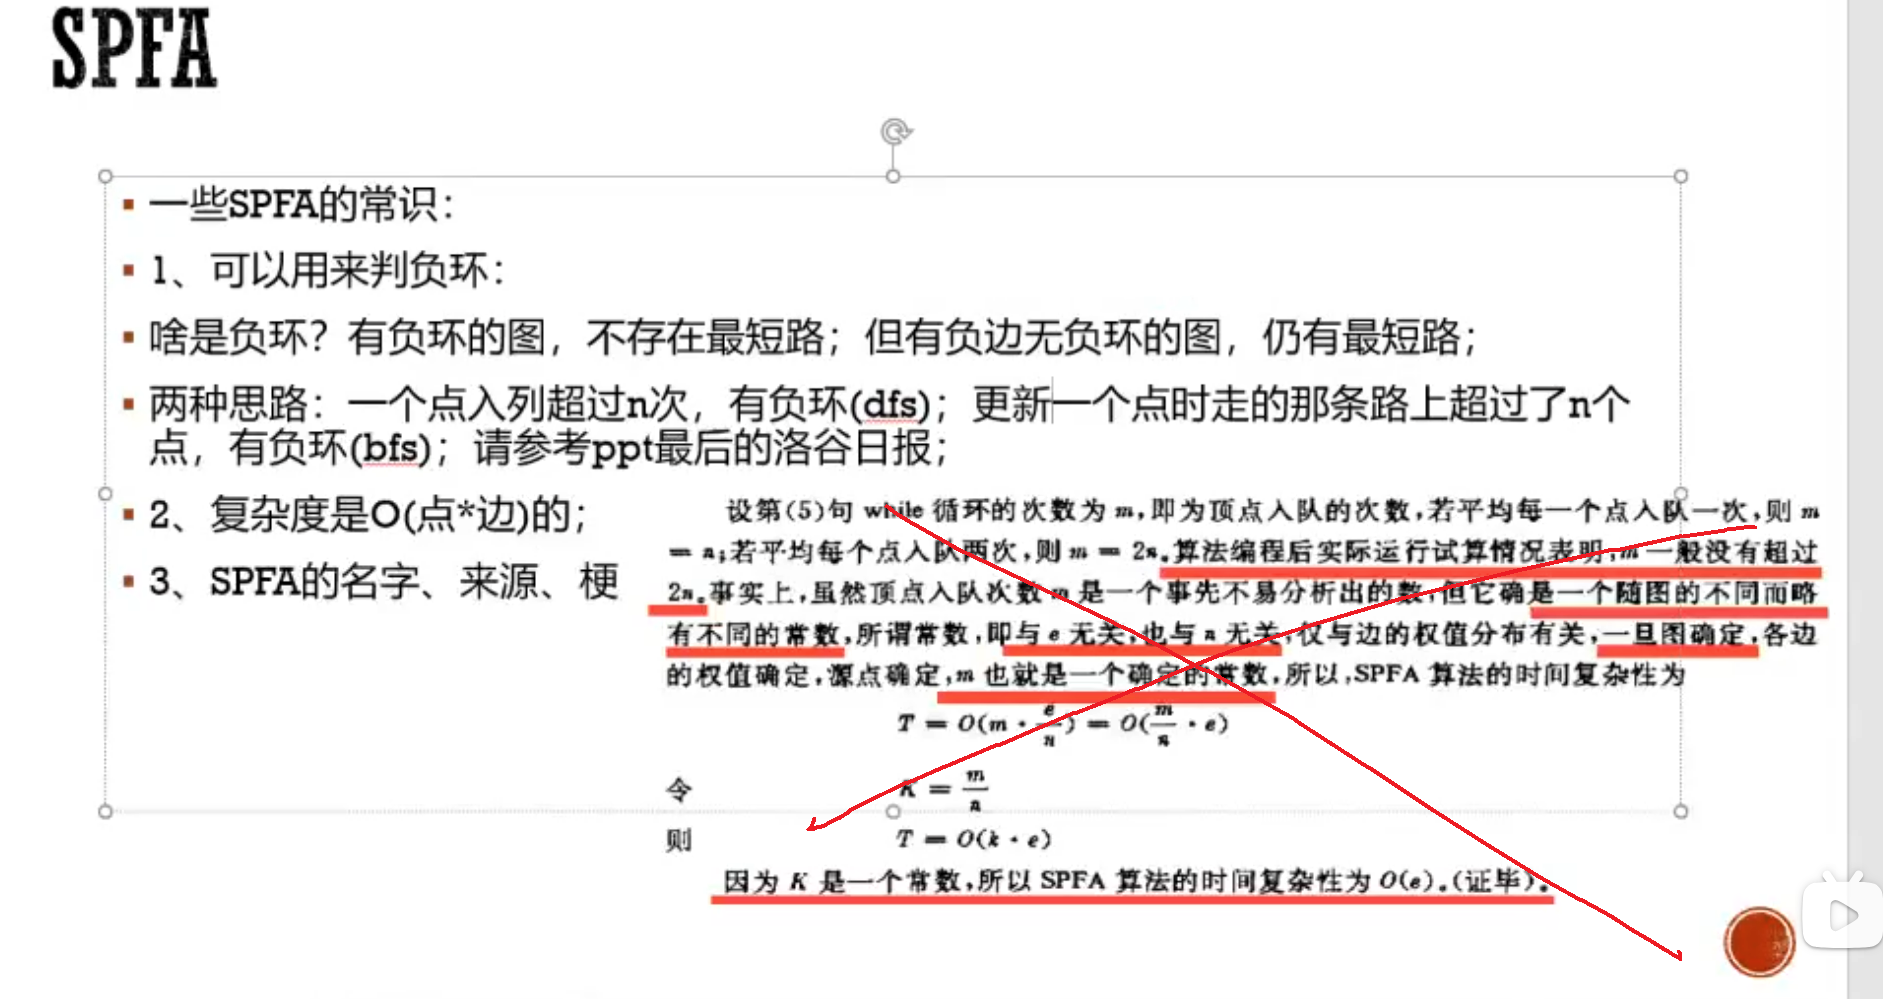 SPFA
一些SPFA的常识：
1、可以用来判负环：
啥是负环？有负环的图，不存在最短路；但有负边无负环的图，仍有最短路；
两种思路：一个点入列超过n次，有负环(dfs)；更新一个点时走的那条路上超过了n个
点，有负环(bfs)；请参考ppt最后的洛谷日报；
2、复杂度是O(点*边)的；
3、SPFA的名字、来源、梗
设第(5)句 while 循环的次数为 m,即为顶点入队的次数,若平均每一个点入队一次,则 m
= n;若平均每个点入队两次,则 m = 2n。算法编程后实际运行试算情况表明,m 一般没有超过
2n。事实上,虽然顶点入队次数 m 是一个事先不易分析出的数,但它确是一个随图的不同而略
有不同的常数,所谓常数,即与 e 无关,也与 n 无关,仅与边的权值分布有关,一旦图确定,各边
的权值确定,源点确定,m 也就是一个确定的常数,所以,SPFA 算法的时间复杂性为
T = O(m · e/n) = O(m/n · e)
令 K = m/n
则 T = O(k · e)
因为 K 是一个常数,所以 SPFA 算法的时间复杂性为 O(e)。(证毕)。